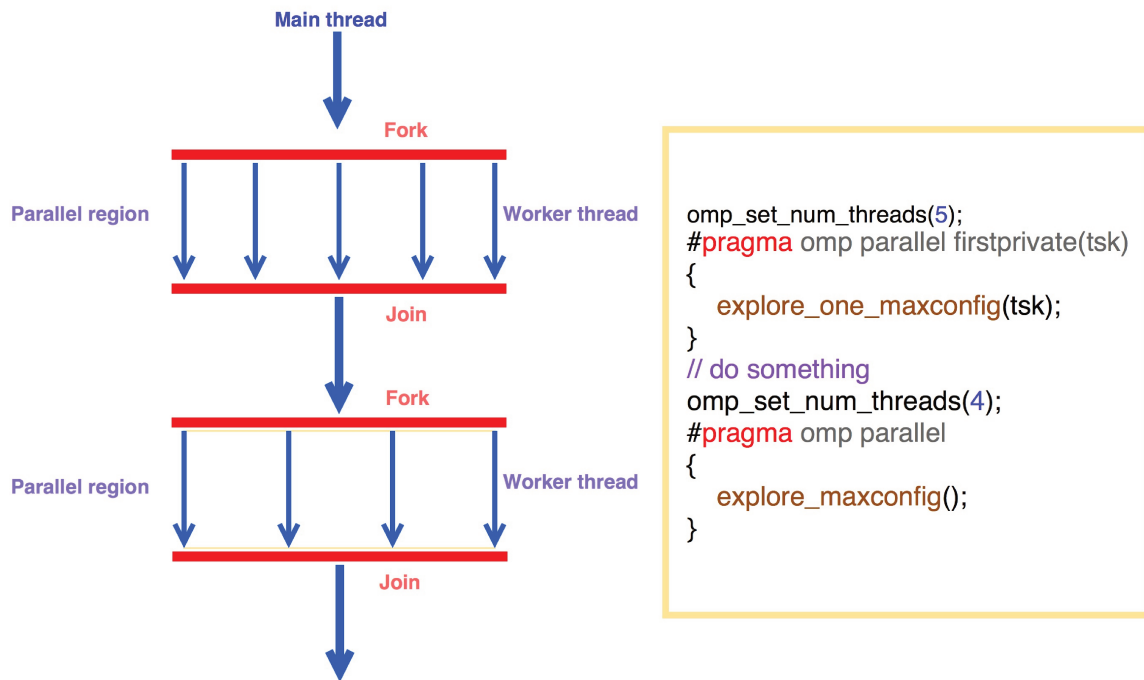 Main thread
Fork
Parallel region
Worker thread
Join
Fork
Parallel region
Worker thread
Join
omp_set_num_threads(5);
#pragma omp parallel firstprivate(tsk)
{
explore_one_maxconfig(tsk);
}
// do something
omp_set_num_threads(4);
#pragma omp parallel
{
explore_maxconfig();
}